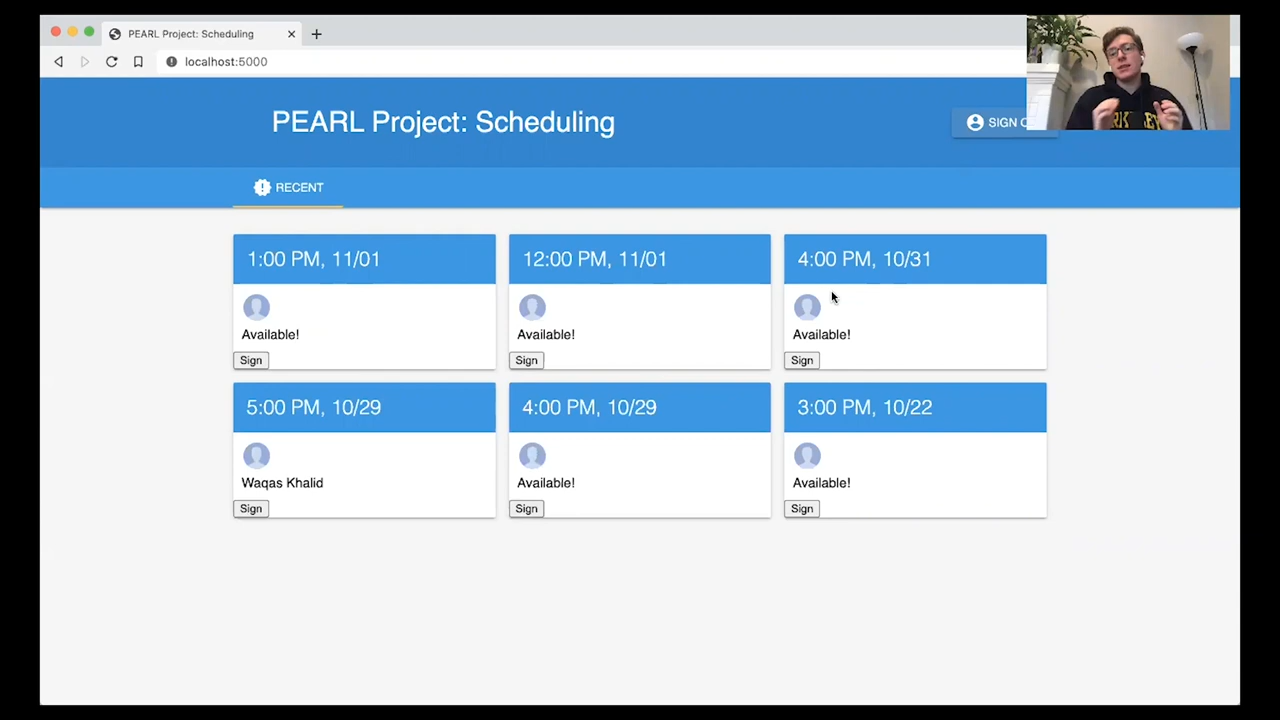 PEARL Project: Scheduling
localhost:5000
PEARL Project: Scheduling
SIGN
RECENT
1:00 PM, 11/01
12:00 PM, 11/01
4:00 PM, 10/31
Available!
Available!
Available!
Sign
Sign
Sign
5:00 PM, 10/29
4:00 PM, 10/29
3:00 PM, 10/22
Waqas Khalid
Available!
Available!
Sign
Sign
Sign